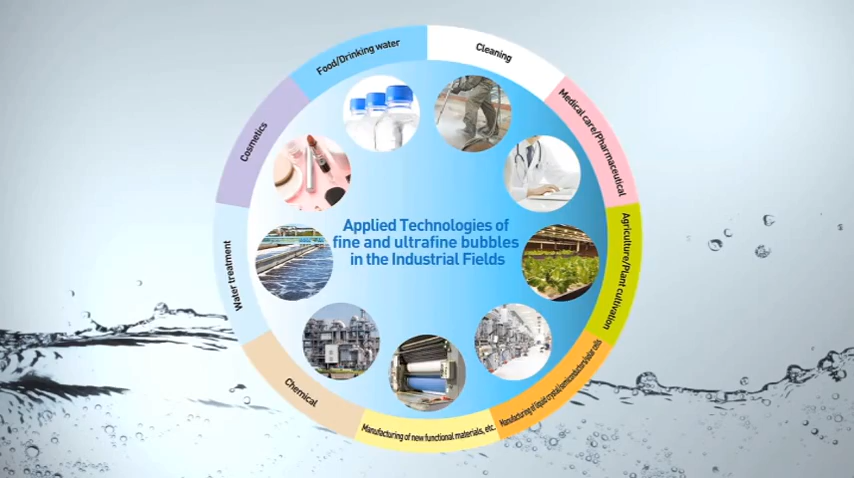 Food/Drinking water
Cleaning
Medical care/Pharmaceutical
Agriculture/Plant cultivation
Manufacturing of liquid crystal/semiconductors/solar cells
Manufacturing of new functional materials, etc.
Chemical
Water treatment
Cosmetics
Applied Technologies of
fine and ultrafine bubbles
in the Industrial Fields